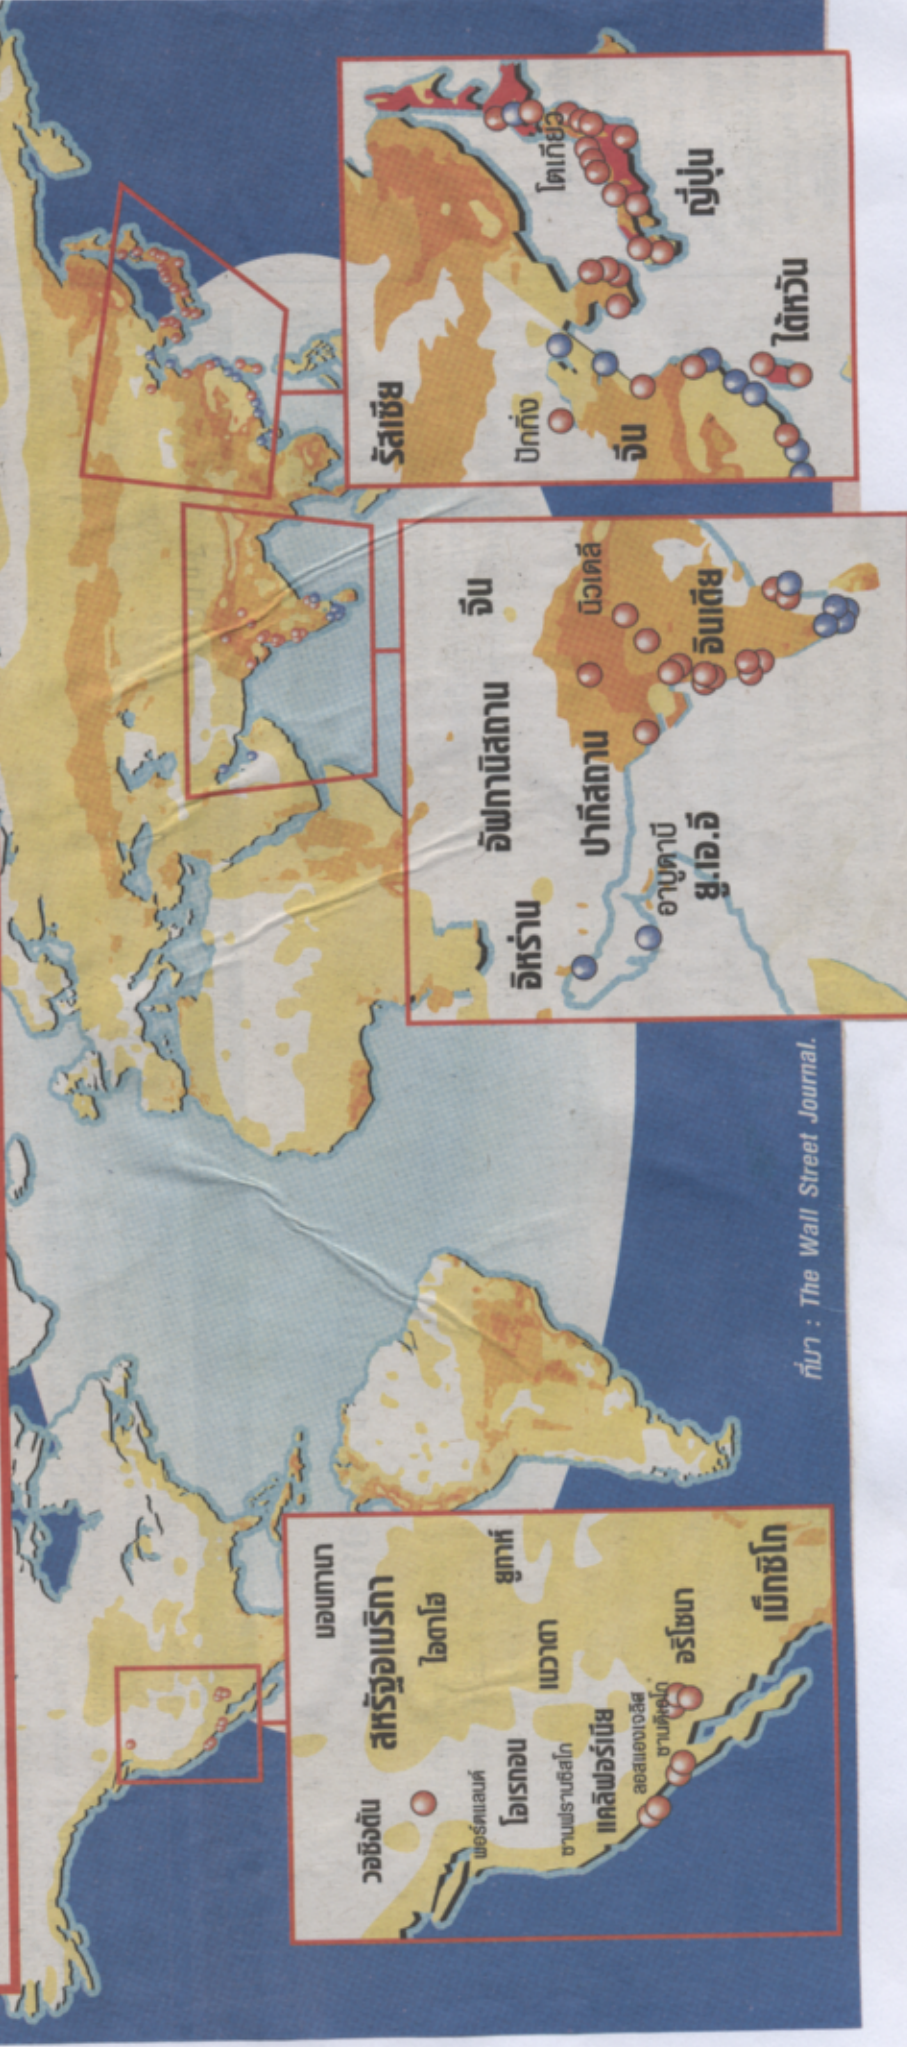 มอนทานา
สหรัฐอเมริกา
วอชิงตัน
ไอดาโฮ
พอร์ตแลนด์
ยูทาห์
โอเรกอน
เนวาดา
ซานฟรานซิสโก
แคลิฟอร์เนีย
ลอสแองเจลิส
ซานดิเอโก
อริโซนา
เม็กซิโก
จีน
อัฟกานิสถาน
อิหร่าน
นิวเดลี
ปากีสถาน
อาบูดาบี
ยู.เอ.อี
อินเดีย
รัสเซีย
ปักกิ่ง
โตเกียว
จีน
ญี่ปุ่น
ไต้หวัน
ที่มา : The Wall Street Journal.